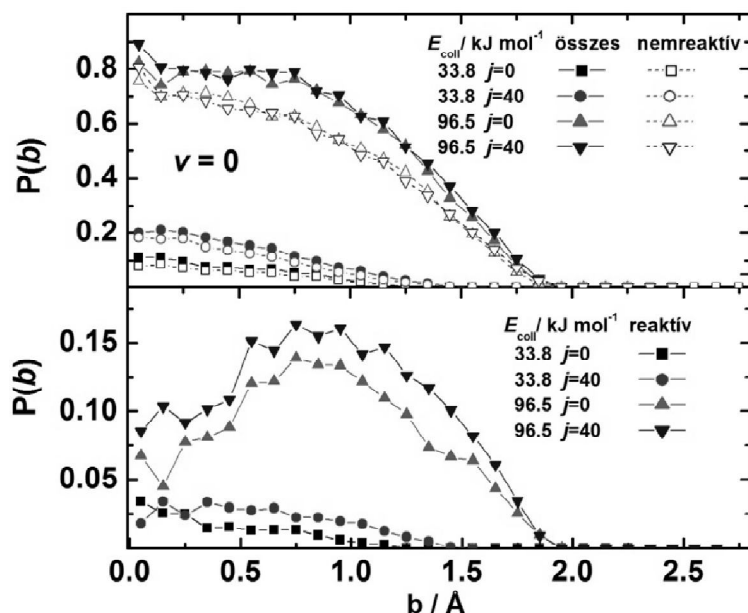 E_coll/ kJ mol⁻¹ összes nemreaktív
33.8 j=0
33.8 j=40
96.5 j=0
96.5 j=40
0.8
0.6
0.4
0.2
P(b)
v = 0
E_coll/ kJ mol⁻¹ reaktív
33.8 j=0
33.8 j=40
96.5 j=0
96.5 j=40
0.15
0.10
0.05
P(b)
0.0 0.5 1.0 1.5 2.0 2.5
b / Å